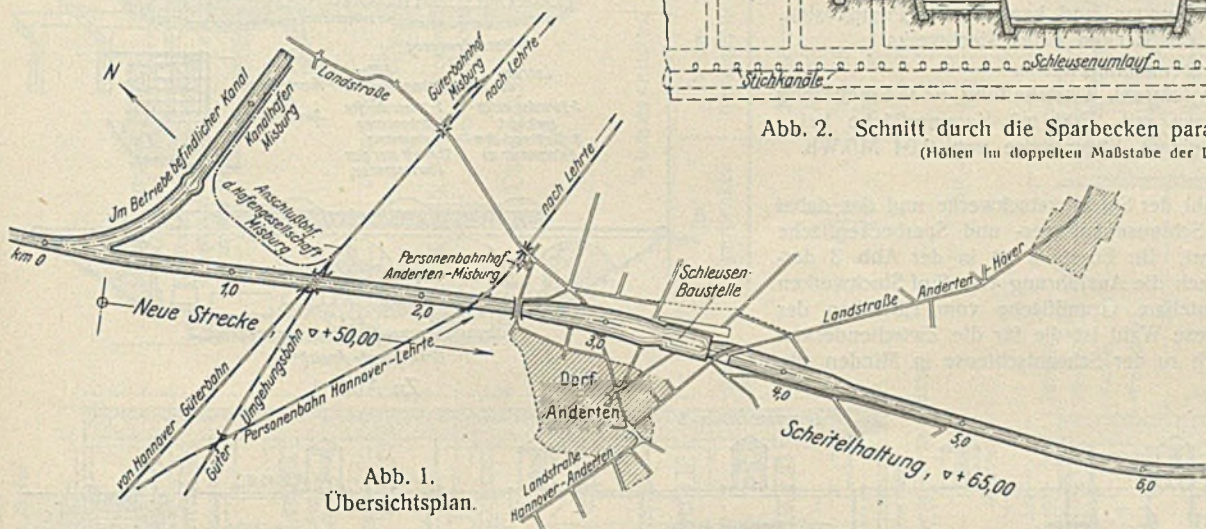 Stichkanäle
Schleusenumlauf
Abb. 2. Schnitt durch die Sparbecken para
(Höhen im doppelten Maßstabe der
N
Landstraße
Güterbahnhof
Misburg
nach Lehrte
Kanalhafen
Misburg
Jm Betriebe befindlicher Kanal
Anschlußbhf.
d. Hafengesellschaft
Misburg
nach Lehrte
Personenbahnhof
Anderten-Misburg
Schleusen-
Baustelle
Landstraße Anderten-Höver
km 0
1,0
2,0
3,0
4,0
5,0
6,0
Neue Strecke, ▿ + 50,00
Dorf
Anderten
Scheitelhaltung, ▿ + 65,00
von Hannover Güterbahn
Güter Umgehungsbahn
Personenbahn Hannover-Lehrte
Landstraße
Hannover-Anderten
Abb. 1.
Übersichtsplan.